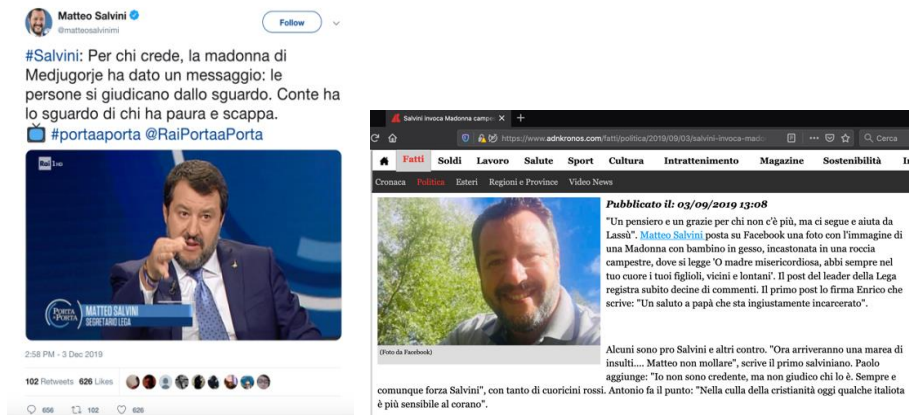 Matteo Salvini
@matteosalvinimi
Follow
#Salvini: Per chi crede, la madonna di
Medjugorje ha dato un messaggio: le
persone si giudicano dallo sguardo. Conte ha
lo sguardo di chi ha paura e scappa.
#portaaporta @RaiPortaaPorta
Rai 1 HD
PORTA A PORTA
MATTEO SALVINI
SEGRETARIO LEGA
2:58 PM - 3 Dec 2019
102 Retweets 626 Likes
656 102 626
Salvini invoca Madonna campe
https://www.adnkronos.com/fatti/politica/2019/09/03/salvini-invoca-mado
Cerca
Fatti Soldi Lavoro Salute Sport Cultura Intrattenimento Magazine Sostenibilità
Cronaca Politica Esteri Regioni e Province Video News
Pubblicato il: 03/09/2019 13:08
"Un pensiero e un grazie per chi non c'è più, ma ci segue e aiuta da
Lassù". Matteo Salvini posta su Facebook una foto con l'immagine di
una Madonna con bambino in gesso, incastonata in una roccia
campestre, dove si legge 'O madre misericordiosa, abbi sempre nel
tuo cuore i tuoi figlioli, vicini e lontani'. Il post del leader della Lega
registra subito decine di commenti. Il primo post lo firma Enrico che
scrive: "Un saluto a papà che sta ingiustamente incarcerato".
(Foto da Facebook)
Alcuni sono pro Salvini e altri contro. "Ora arriveranno una marea di
insulti.... Matteo non mollare", scrive il primo salviniano. Paolo
aggiunge: "Io non sono credente, ma non giudico chi lo è. Sempre e
comunque forza Salvini", con tanto di cuoricini rossi. Antonio fa il punto: "Nella culla della cristianità oggi qualche italiota
è più sensibile al corano".